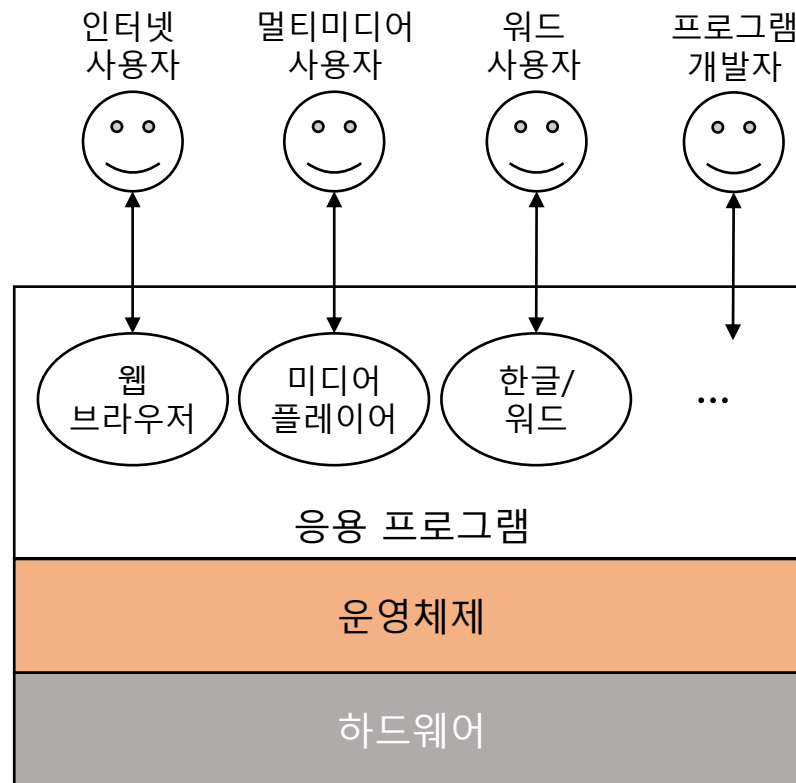 인터넷
사용자
멀티미디어
사용자
워드
사용자
프로그램
개발자
웹
브라우저
미디어
플레이어
한글/
워드
...
응용 프로그램
운영체제
하드웨어